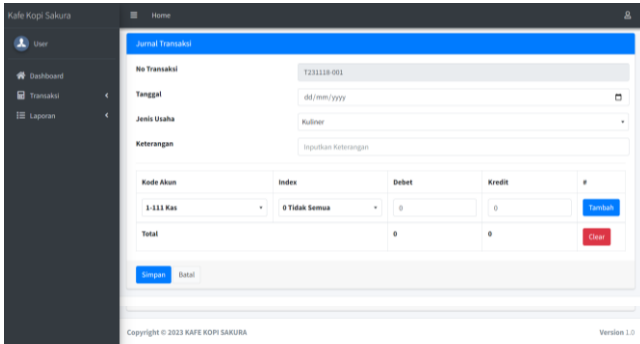 Kafe Kopi Sakura
Home
User
Dashboard
Transaksi
Laporan
Jurnal Transaksi
No Transaksi T231118-001
Tanggal dd/mm/yyyy
Jenis Usaha Kuliner
Keterangan Inputkan Keterangan
Kode Akun Index Debet Kredit #
1-111 Kas 0 Tidak Semua 0 0 Tambah
Total 0 0 Clear
Simpan Batal
Copyright © 2023 KAFE KOPI SAKURA Version 1.0